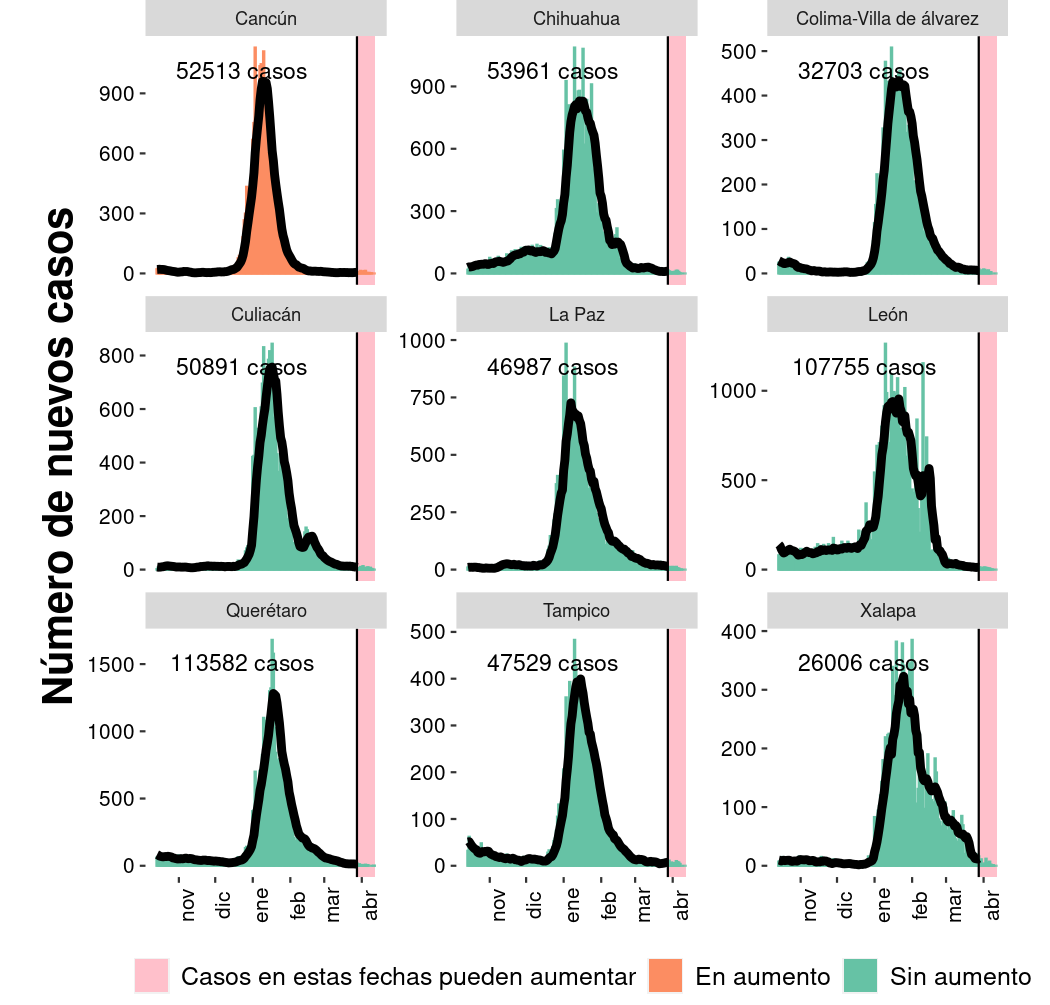 Número de nuevos casos
Cancún
52513 casos
900
600
300
0
Chihuahua
53961 casos
900
600
300
0
Colima-Villa de álvarez
32703 casos
500
400
300
200
100
0
Culiacán
50891 casos
800
600
400
200
0
La Paz
46987 casos
1000
750
500
250
0
León
107755 casos
1000
500
0
Querétaro
113582 casos
1500
1000
500
0
nov dic ene feb mar abr
Tampico
47529 casos
500
400
300
200
100
0
nov dic ene feb mar abr
Xalapa
26006 casos
400
300
200
100
0
nov dic ene feb mar abr
Casos en estas fechas pueden aumentar En aumento Sin aumento